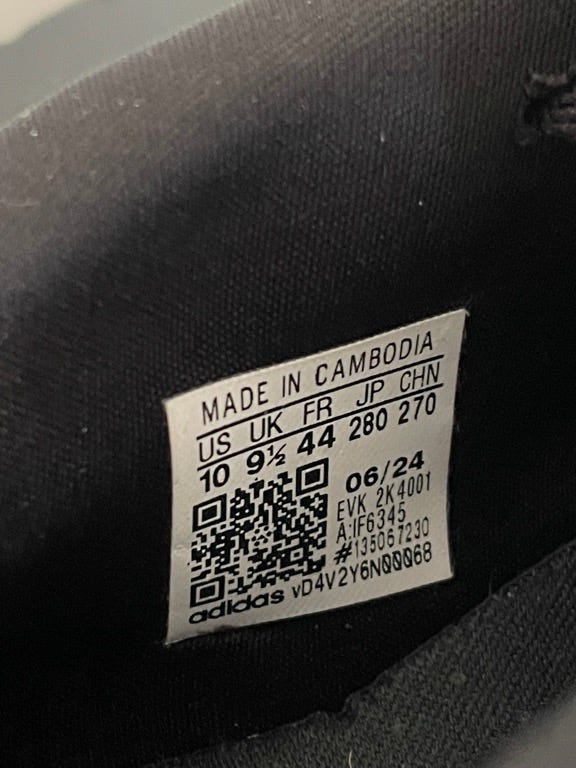 MADE IN CAMBODIA
US UK FR JP CHN
10 9½ 44 280 270
06/24
EVK 2K4001
A:IF6345
#135067230
adidas vD4V2Y6N00068